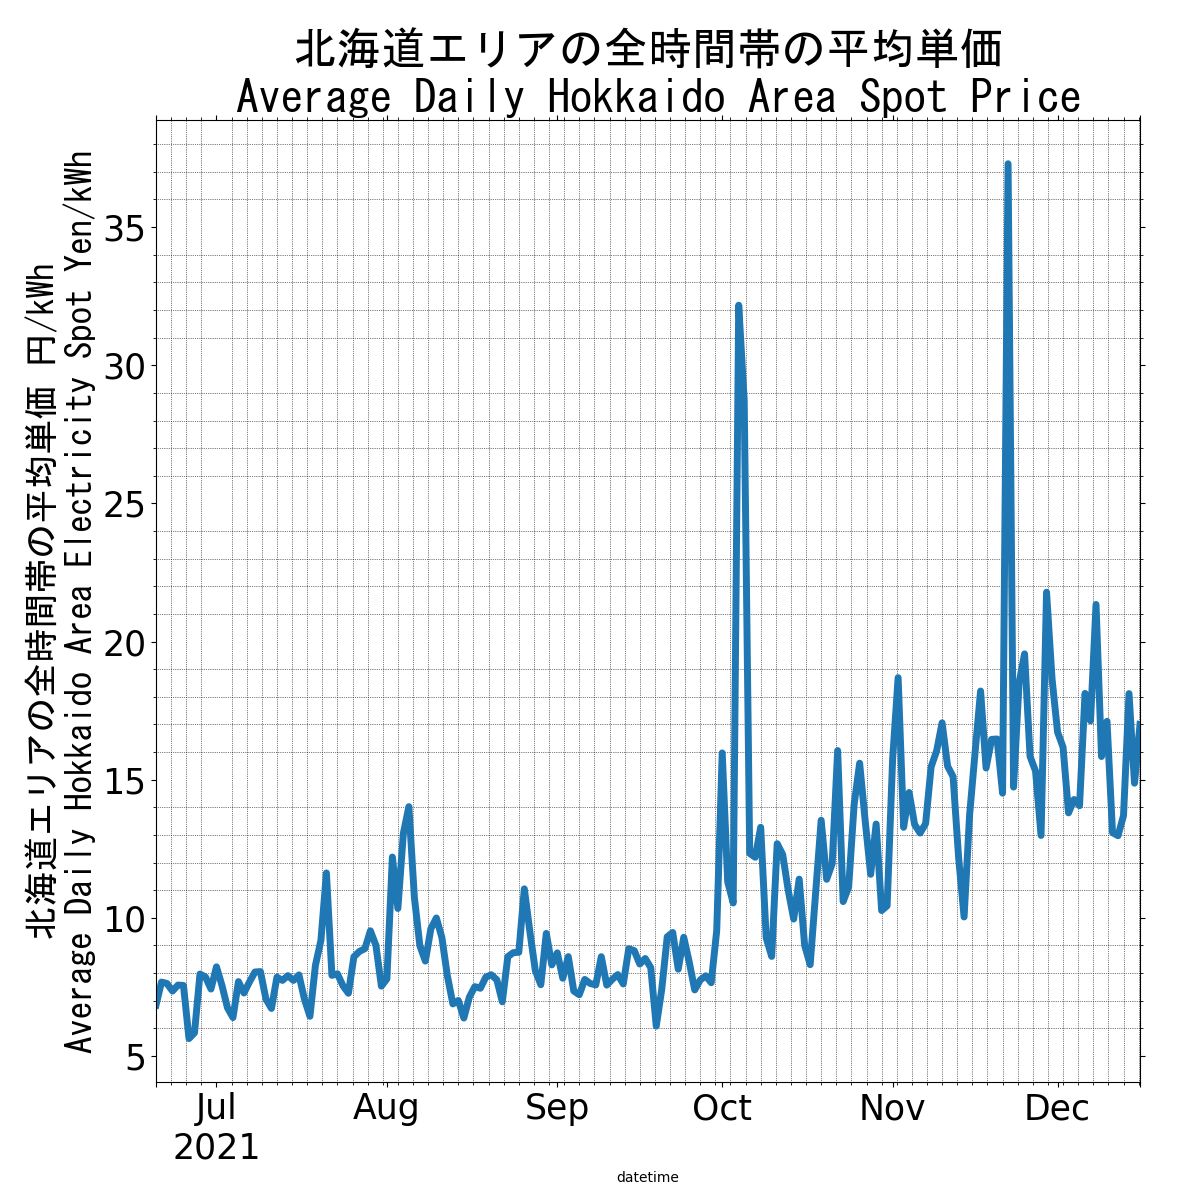 北海道エリアの全時間帯の平均単価
Average Daily Hokkaido Area Spot Price
北海道エリアの全時間帯の平均単価 円/kWh
Average Daily Hokkaido Area Electricity Spot Yen/kWh
35
30
25
20
15
10
5
Jul
2021
Aug
Sep
Oct
Nov
Dec
datetime